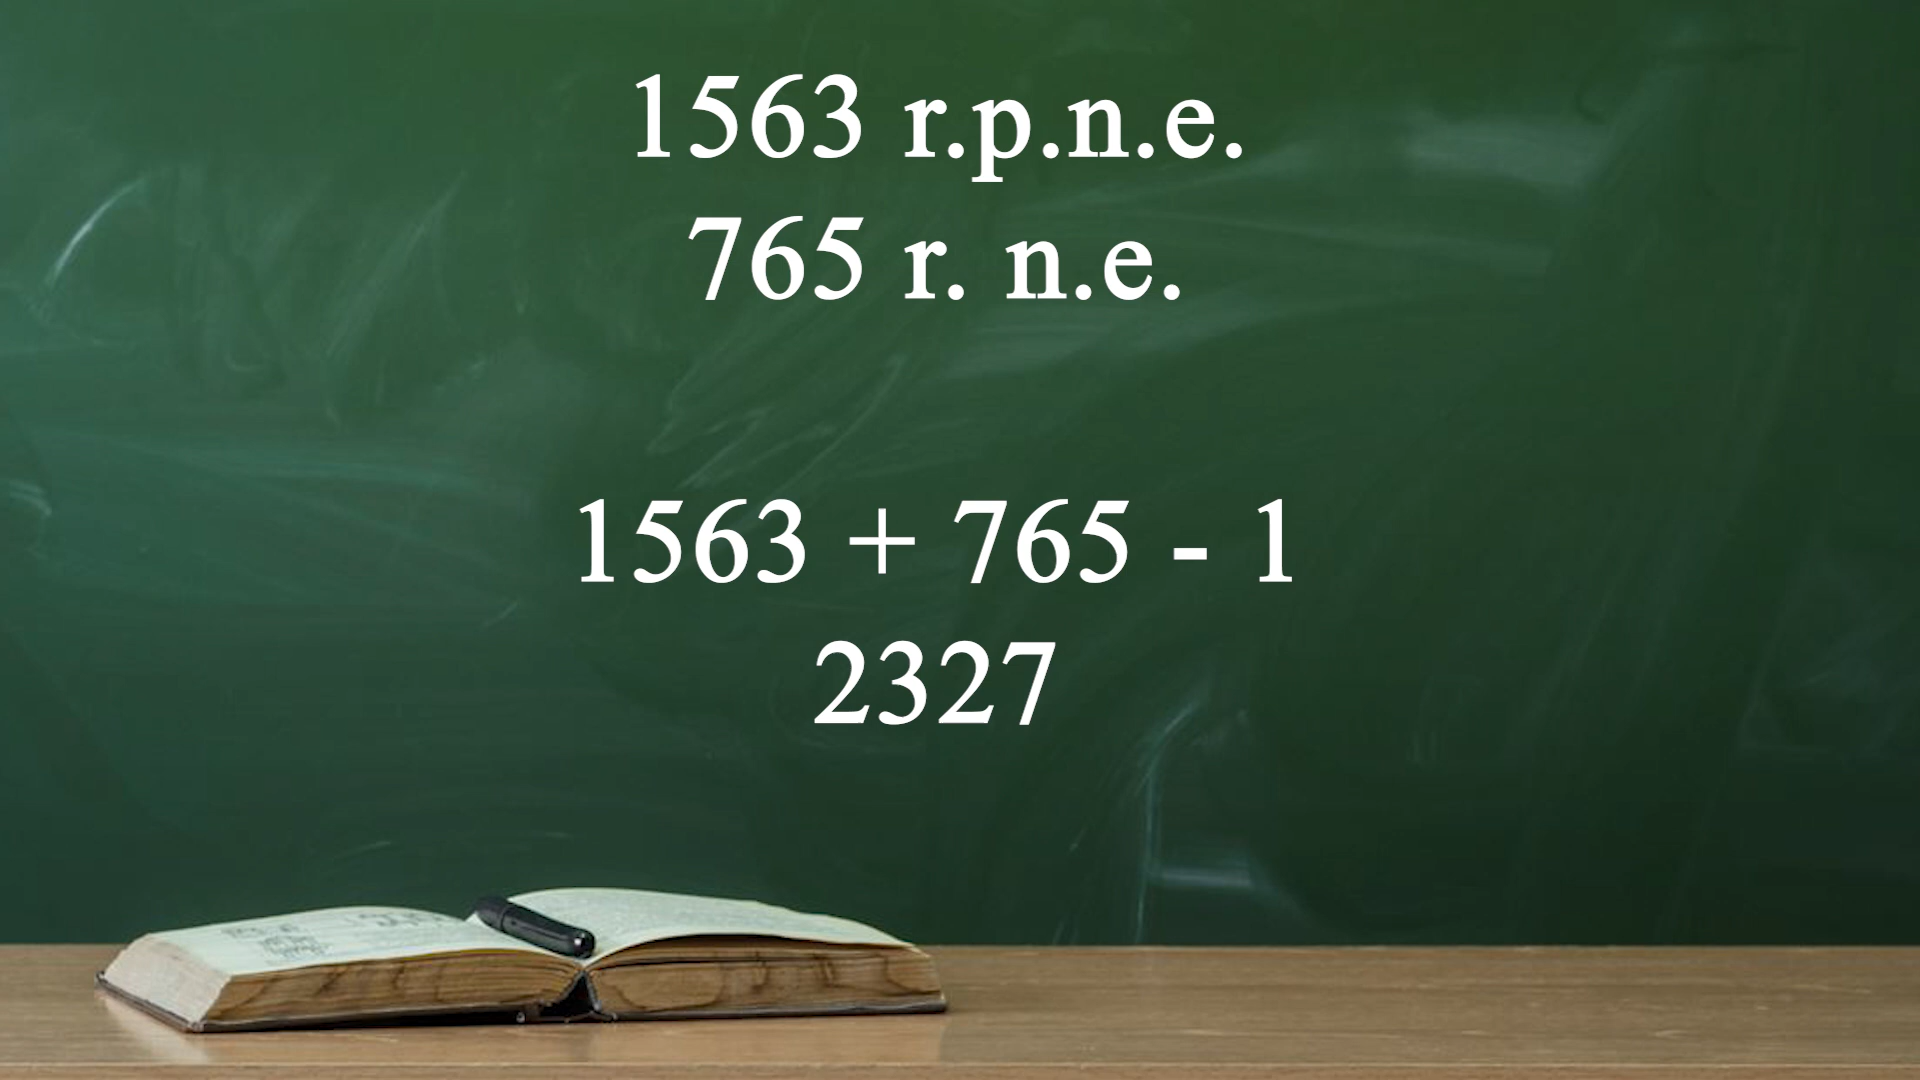 1563 r.p.n.e.
765 r. n.e.
1563 + 765 - 1
2327